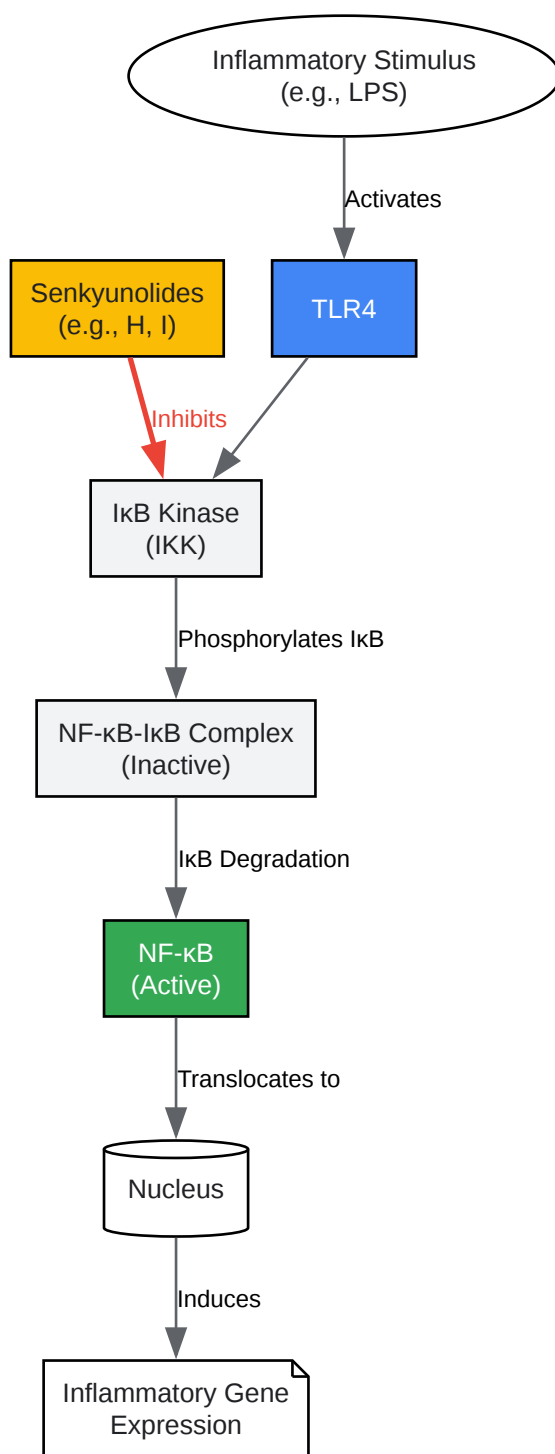 Inflammatory Stimulus
(e.g., LPS)
Activates
Senkyunolides
(e.g., H, I)
TLR4
Inhibits
IκB Kinase
(IKK)
Phosphorylates IκB
NF-κB-IκB Complex
(Inactive)
IκB Degradation
NF-κB
(Active)
Translocates to
Nucleus
Induces
Inflammatory Gene
Expression